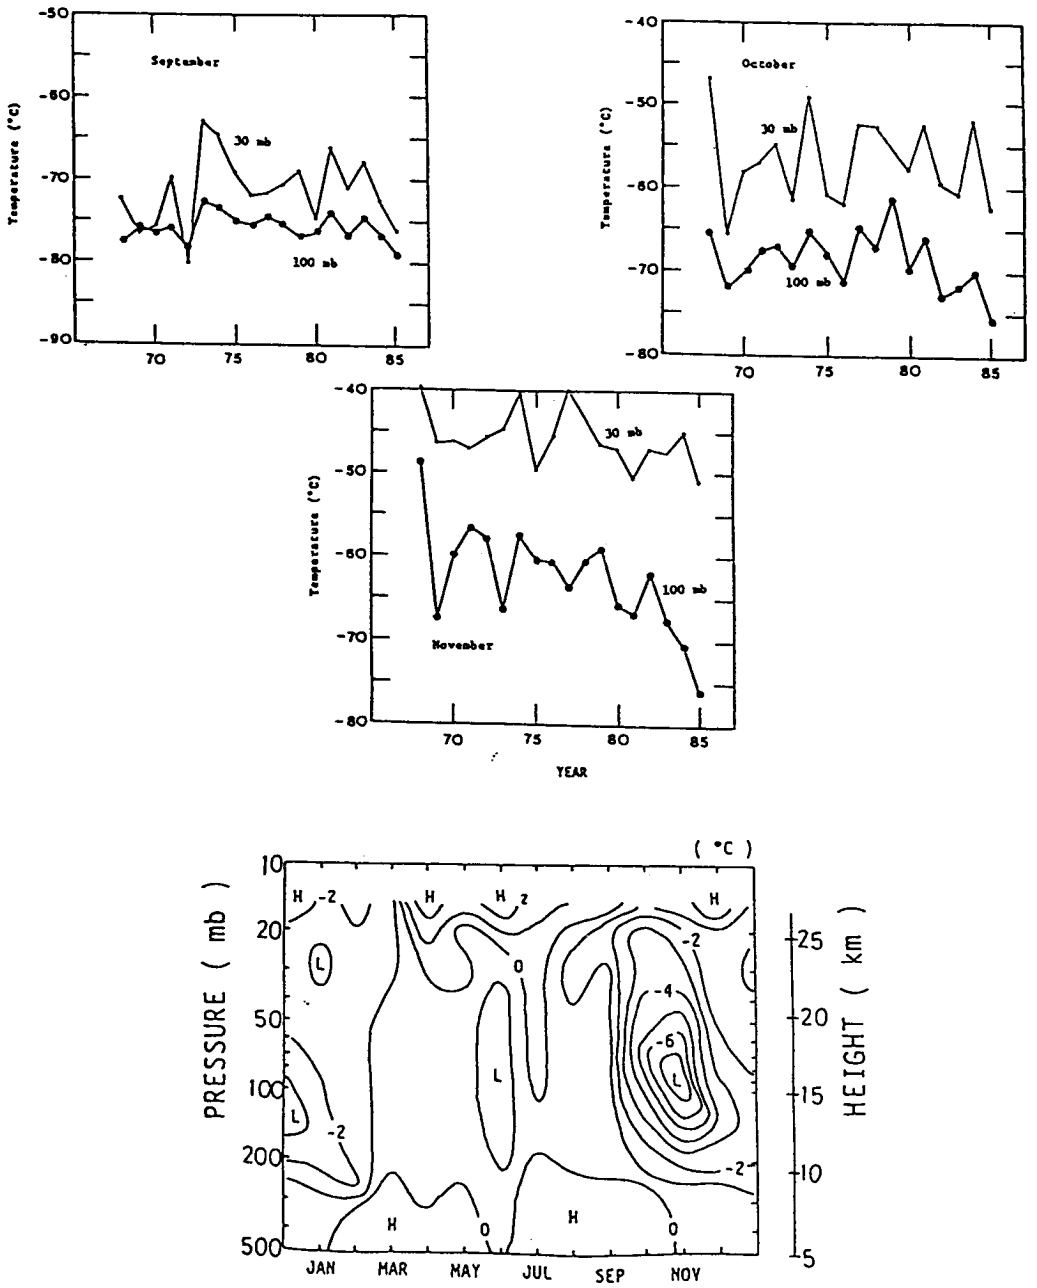 September
Temperature (°C)
-50
-60
-70
-80
-90
30 mb
100 mb
70 75 80 85
October
Temperature (°C)
-40
-50
-60
-70
-80
30 mb
100 mb
70 75 80 85
Temperature (°C)
-40
-50
-60
-70
-80
30 mb
100 mb
November
70 75 80 85
YEAR
(°C)
PRESSURE ( mb )
10
20
50
100
200
500
H -2 H H 2 H
L 0 -2
-4
-6
L L
L
-2
-2
H 0 H 0
25
20
15
10
5
HEIGHT ( km )
JAN MAR MAY JUL SEP NOV